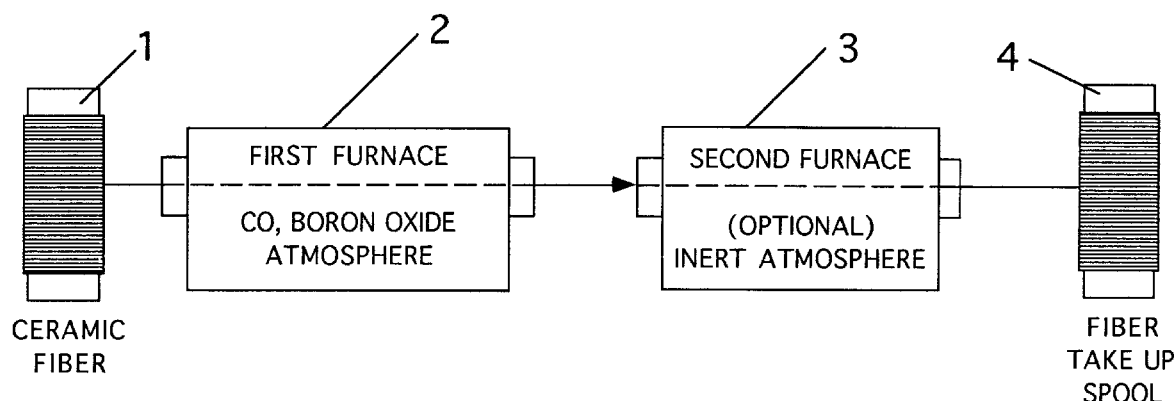 1
2
3
4
FIRST FURNACE
CO, BORON OXIDE
ATMOSPHERE
SECOND FURNACE
(OPTIONAL)
INERT ATMOSPHERE
CERAMIC
FIBER
FIBER
TAKE UP
SPOOL